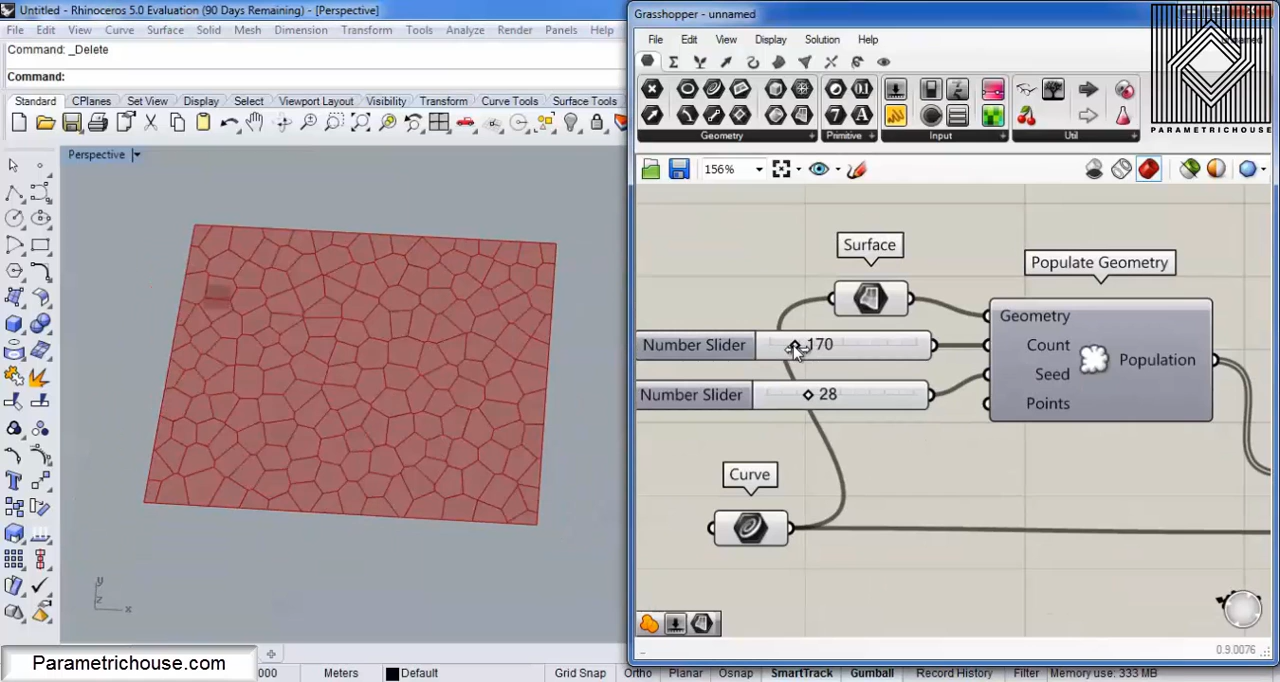 Untitled - Rhinoceros 5.0 Evaluation (90 Days Remaining) - [Perspective]
File Edit View Curve Surface Solid Mesh Dimension Transform Tools Analyze Render Panels Help
Command: _Delete
Command:
Standard CPlanes Set View Display Select Viewport Layout Visibility Transform Curve Tools Surface Tools
Perspective
y
z
x
Parametrichouse.com
000 Meters Default Grid Snap Ortho Planar Osnap SmartTrack Gumball Record History Filter Memory use: 333 MB
Grasshopper - unnamed
File Edit View Display Solution Help
PARAMETRICHOUSE
Geometry Primitive Input Util
156%
Surface
Populate Geometry
Geometry
Number Slider 170 Count
Population
Seed
Number Slider 28
Points
Curve
0.9.0076